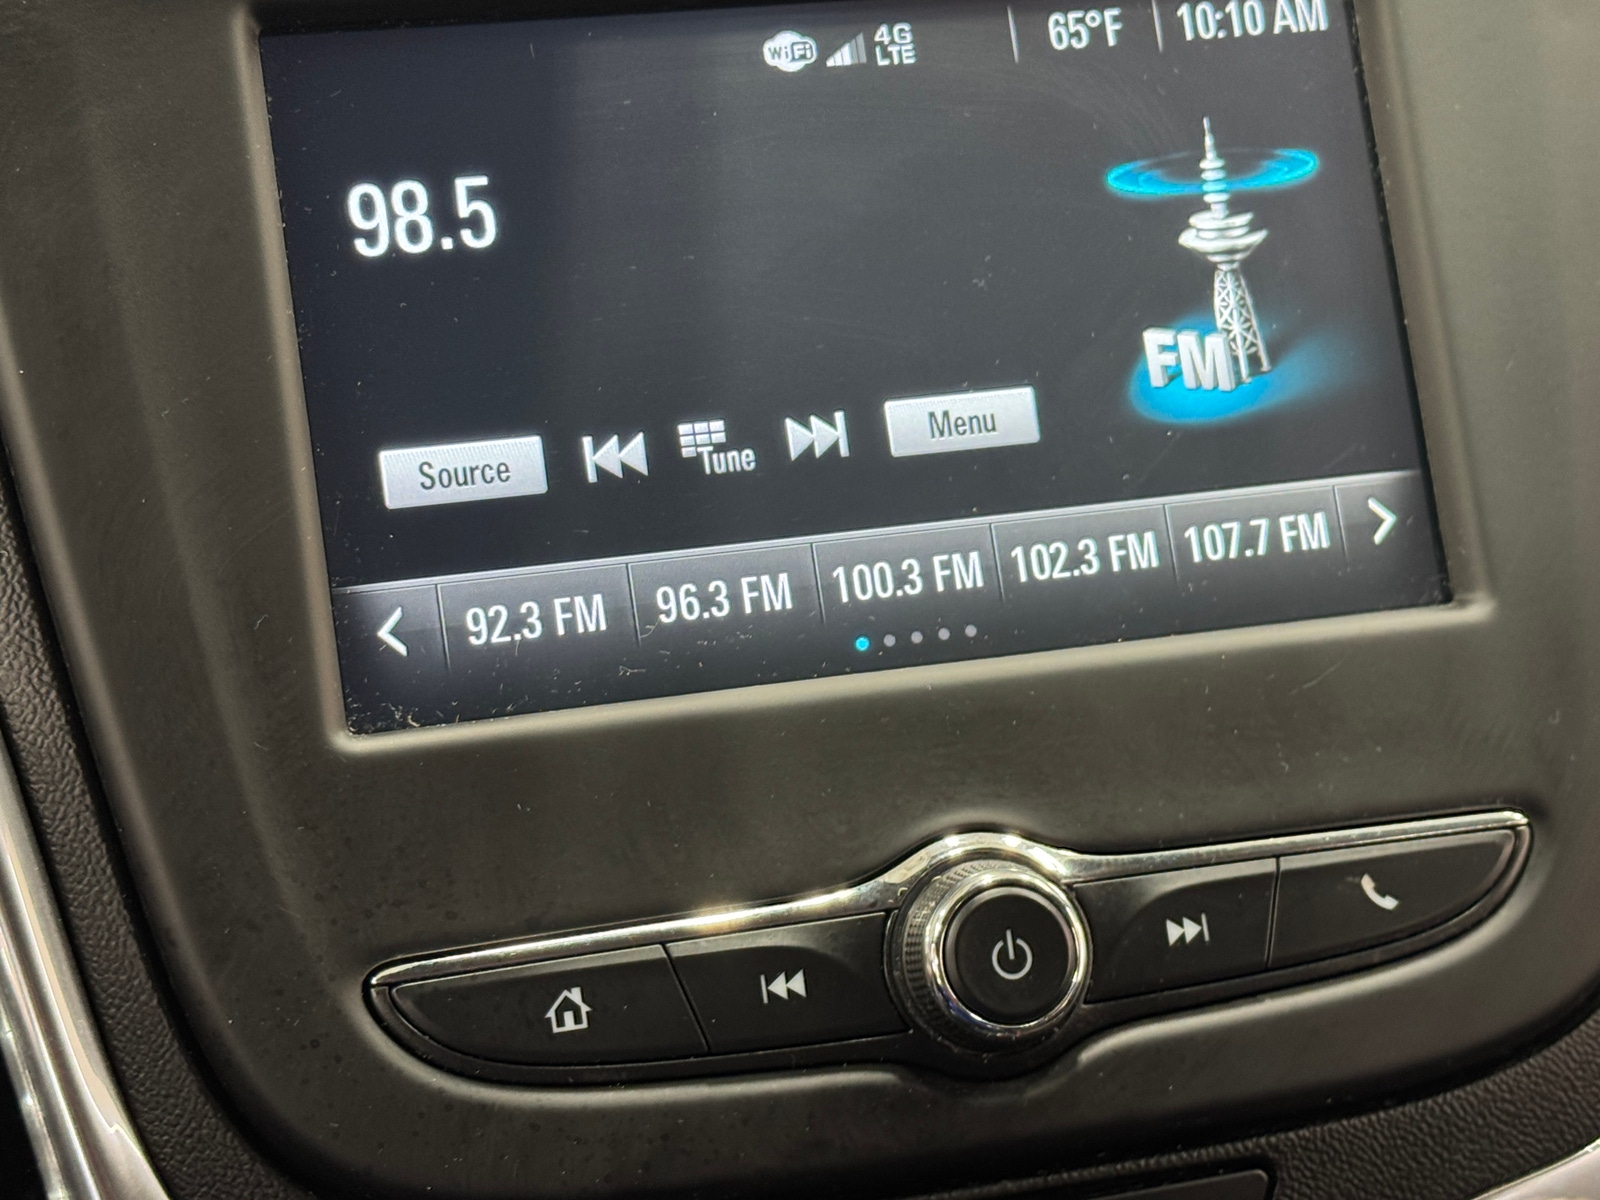 WiFi 4G LTE 65°F 10:10 AM
98.5
FM
Source Tune Menu
92.3 FM 96.3 FM 100.3 FM 102.3 FM 107.7 FM